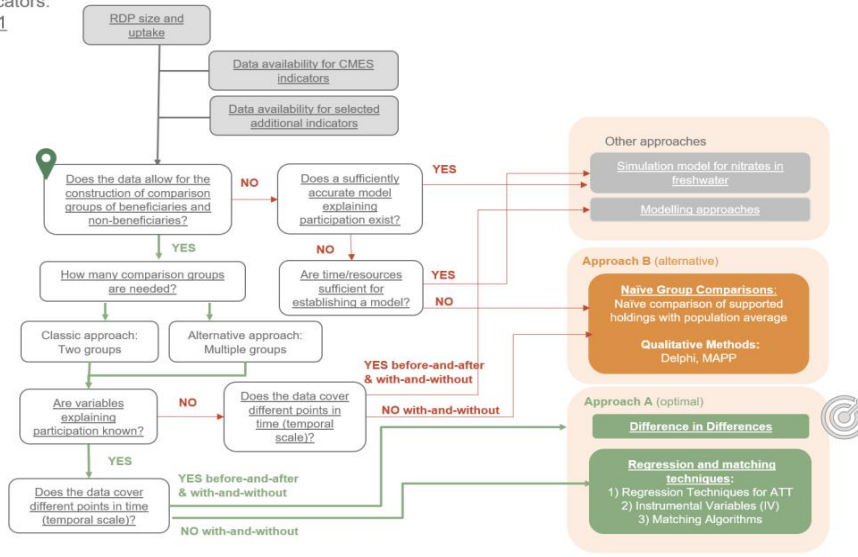 cators.
1
RDP size and
uptake
Data availability for CMES
indicators
Data availability for selected
additional indicators
Does the data allow for the
construction of comparison
groups of beneficiaries and
non-beneficiaries?
NO
Does a sufficiently
accurate model
explaining
participation exist?
YES
Other approaches
Simulation model for nitrates in
freshwater
Modelling approaches
YES
NO
How many comparison groups
are needed?
Are time/resources
sufficient for
establishing a model?
YES
NO
Approach B (alternative)
Naïve Group Comparisons:
Naïve comparison of supported
holdings with population average
Qualitative Methods:
Delphi, MAPP
Classic approach:
Two groups
Alternative approach:
Multiple groups
YES before-and-after
& with-and-without
Are variables
explaining
participation known?
NO
Does the data cover
different points in
time (temporal
scale)?
NO with-and-without
Approach A (optimal)
Difference in Differences
YES
Does the data cover
different points in time
(temporal scale)?
YES before-and-after
& with-and-without
NO with-and-without
Regression and matching
techniques:
1) Regression Techniques for ATT
2) Instrumental Variables (IV)
3) Matching Algorithms